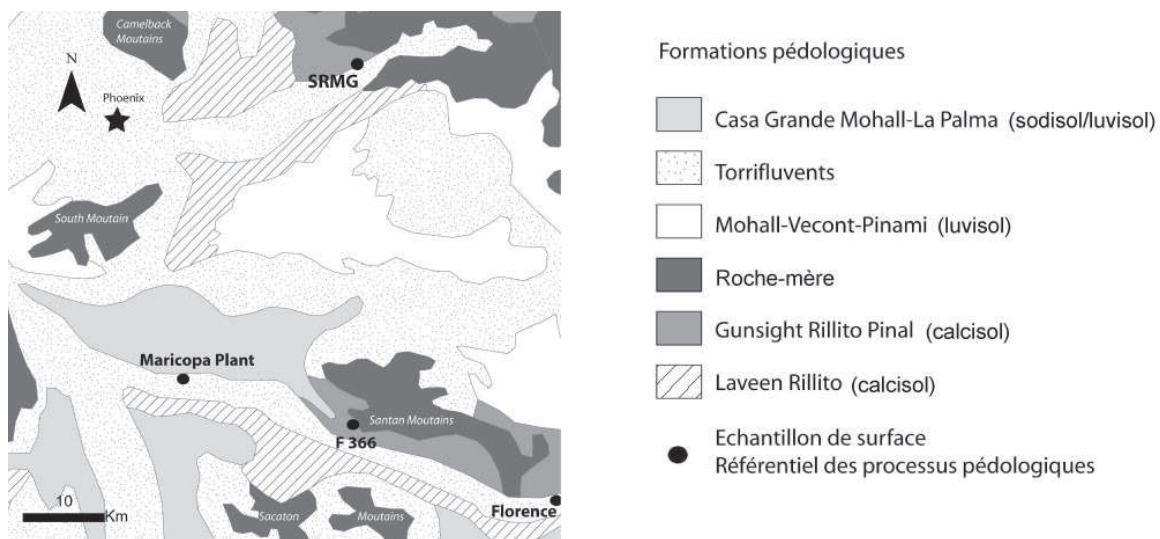 Camelback
Moutains
N
Phoenix
SRMG
South Moutain
Maricopa Plant
Santan Moutains
F 366
10
Km
Sacaton
Moutains
Florence
Formations pédologiques
Casa Grande Mohall-La Palma (sodisol/luvisol)
Torrifluvents
Mohall-Vecont-Pinami (luvisol)
Roche-mère
Gunsight Rillito Pinal (calcisol)
Laveen Rillito (calcisol)
Echantillon de surface
Référentiel des processus pédologiques